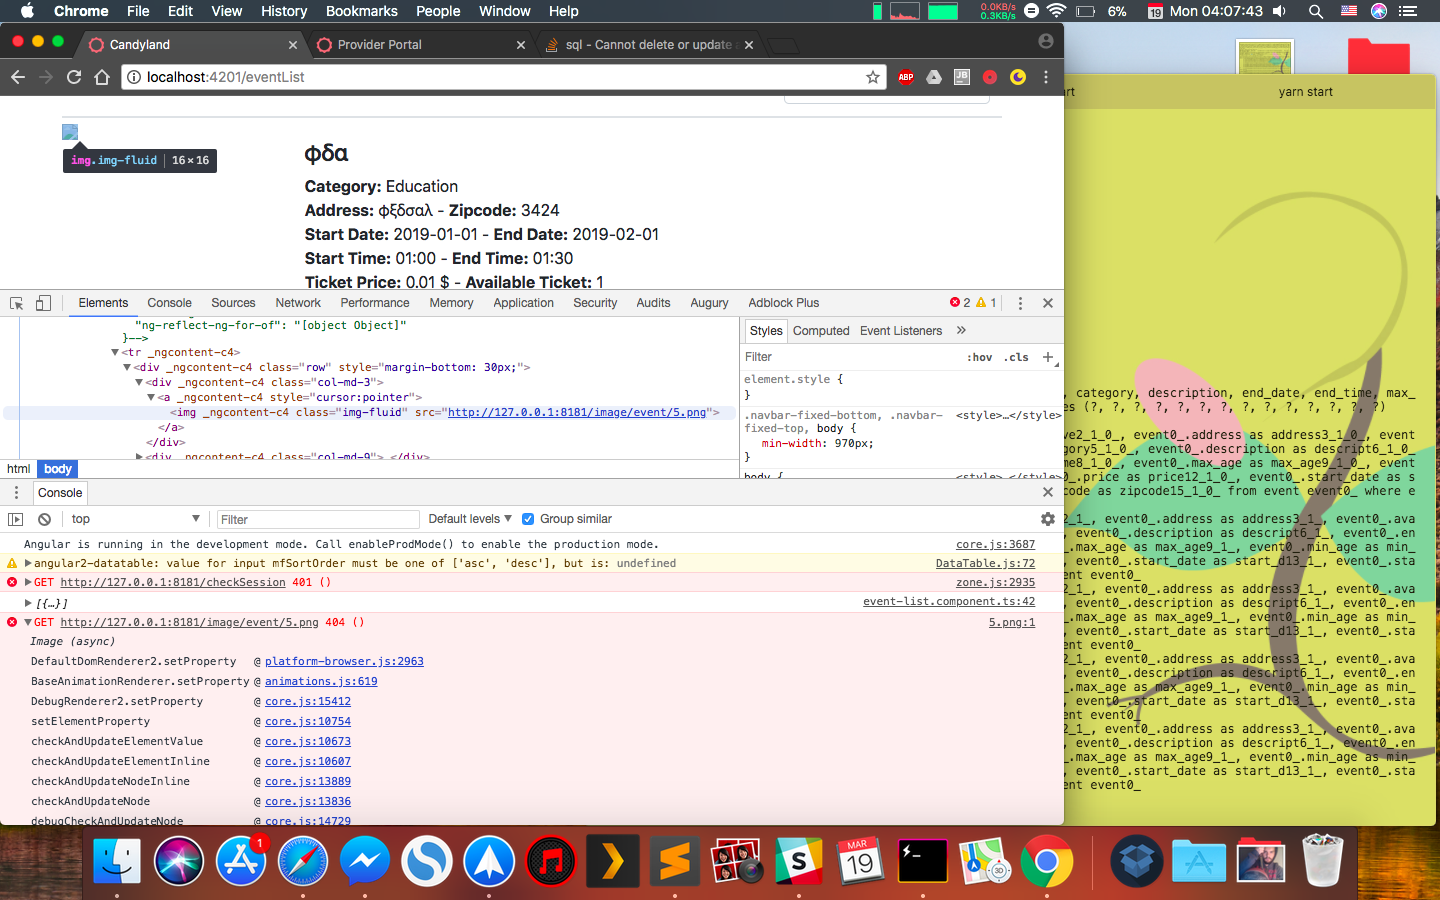 Chrome File Edit View History Bookmarks People Window Help
0.0KB/s
0.3KB/s
6% 19 Mon 04:07:43
Candyland
Provider Portal
sql - Cannot delete or update
localhost:4201/eventList
ABP
JB
rt
yarn start
img.img-fluid 16 × 16
φδα
Category: Education
Address: φξδσαλ - Zipcode: 3424
Start Date: 2019-01-01 - End Date: 2019-02-01
Start Time: 01:00 - End Time: 01:30
Ticket Price: 0.01 $ - Available Ticket: 1
Elements Console Sources Network Performance Memory Application Security Audits Augury Adblock Plus 2 1
"ng-reflect-ng-for-of": "[object Object]"
}-->
<tr _ngcontent-c4>
<div _ngcontent-c4 class="row" style="margin-bottom: 30px;">
<div _ngcontent-c4 class="col-md-3">
<a _ngcontent-c4 style="cursor:pointer">
<img _ngcontent-c4 class="img-fluid" src="http://127.0.0.1:8181/image/event/5.png">
</a>
</div>
<div _ngcontent-c4 class="col-md-9">…</div>
html body
Styles Computed Event Listeners »
Filter :hov .cls +
element.style {
}
.navbar-fixed-bottom, .navbar-fixed-top, body { <style>…</style>
min-width: 970px;
}
body { <style>…</style>
Console
top Filter Default levels Group similar
Angular is running in the development mode. Call enableProdMode() to enable the production mode. core.js:3687
angular2-datatable: value for input mfSortOrder must be one of ['asc', 'desc'], but is: undefined DataTable.js:72
GET http://127.0.0.1:8181/checkSession 401 () zone.js:2935
[{…}] event-list.component.ts:42
GET http://127.0.0.1:8181/image/event/5.png 404 () 5.png:1
Image (async)
DefaultDomRenderer2.setProperty @ platform-browser.js:2963
BaseAnimationRenderer.setProperty @ animations.js:619
DebugRenderer2.setProperty @ core.js:15412
setElementProperty @ core.js:10754
checkAndUpdateElementValue @ core.js:10673
checkAndUpdateElementInline @ core.js:10607
checkAndUpdateNodeInline @ core.js:13889
checkAndUpdateNode @ core.js:13836
debugCheckAndUpdateNode @ core.js:14729
, category, description, end_date, end_time, max_
es (?, ?, ?, ?, ?, ?, ?, ?, ?, ?, ?, ?, ?)
ve2_1_0_, event0_.address as address3_1_0_, event
gory5_1_0_, event0_.description as descript6_1_0_
me8_1_0_, event0_.max_age as max_age9_1_0_, event
.price as price12_1_0_, event0_.start_date as s
code as zipcode15_1_0_ from event event0_ where e
2_1_, event0_.address as address3_1_, event0_.ava
, event0_.description as descript6_1_, event0_.en
.max_age as max_age9_1_, event0_.min_age as min_
, event0_.start_date as start_d13_1_, event0_.sta
ent event0_
2_1_, event0_.address as address3_1_, event0_.ava
, event0_.description as descript6_1_, event0_.en
.max_age as max_age9_1_, event0_.min_age as min_
, event0_.start_date as start_d13_1_, event0_.sta
ent event0_
2_1_, event0_.address as address3_1_, event0_.ava
, event0_.description as descript6_1_, event0_.en
.max_age as max_age9_1_, event0_.min_age as min_
, event0_.start_date as start_d13_1_, event0_.sta
ent event0_
2_1_, event0_.address as address3_1_, event0_.ava
, event0_.description as descript6_1_, event0_.en
.max_age as max_age9_1_, event0_.min_age as min_
, event0_.start_date as start_d13_1_, event0_.sta
ent event0_
1
MAR
19
3D